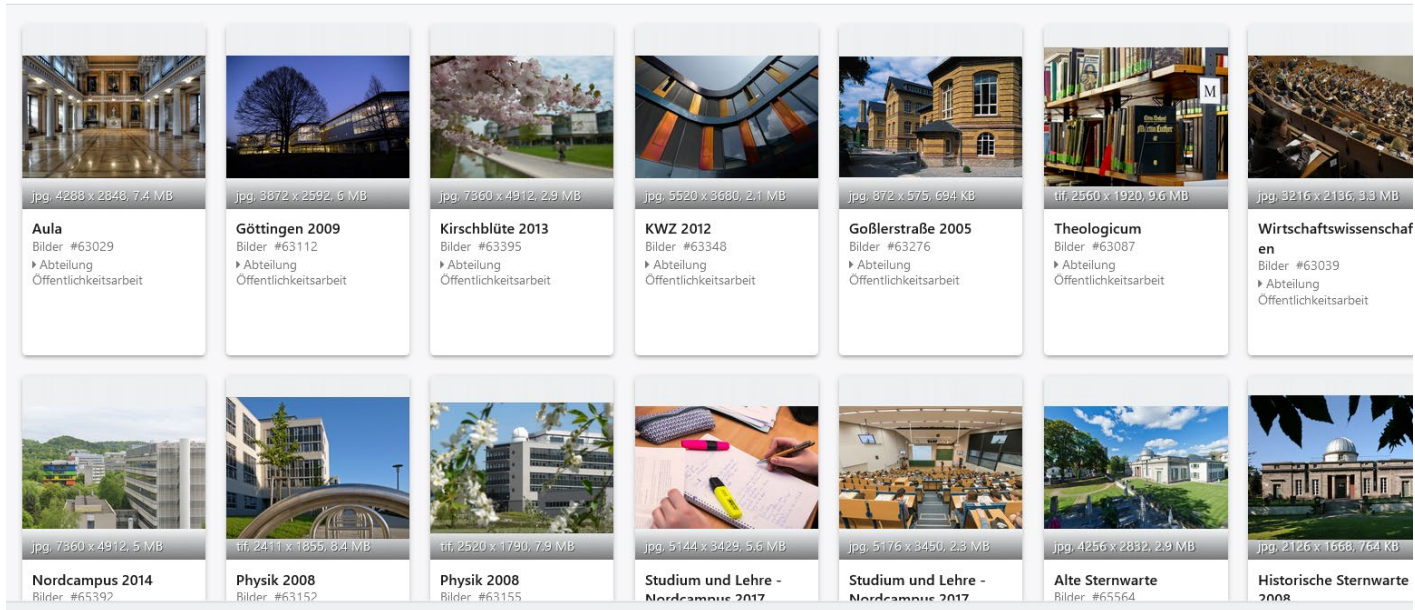 M
jpg, 4288 x 2848, 7.4 MB
jpg, 3872 x 2592, 6 MB
jpg, 7360 x 4912, 2.9 MB
jpg, 5520 x 3680, 2.1 MB
jpg, 872 x 575, 694 KB
tif, 2560 x 1920, 9.6 MB
jpg, 3216 x 2136, 3.3 MB
Aula
Bilder #63029
Abteilung
Öffentlichkeitsarbeit
Göttingen 2009
Bilder #63112
Abteilung
Öffentlichkeitsarbeit
Kirschblüte 2013
Bilder #63395
Abteilung
Öffentlichkeitsarbeit
KWZ 2012
Bilder #63348
Abteilung
Öffentlichkeitsarbeit
Goßlerstraße 2005
Bilder #63276
Abteilung
Öffentlichkeitsarbeit
Theologicum
Bilder #63087
Abteilung
Öffentlichkeitsarbeit
Wirtschaftswissenschaf
en
Bilder #63039
Abteilung
Öffentlichkeitsarbeit
jpg, 7360 x 4912, 5 MB
tif, 2411 x 1855, 8.4 MB
tif, 2520 x 1790, 7.9 MB
jpg, 5144 x 3429, 5.6 MB
jpg, 5176 x 3450, 2.3 MB
jpg, 4256 x 2832, 2.9 MB
jpg, 2126 x 1668, 764 KB
Nordcampus 2014
Bilder #65392
Physik 2008
Bilder #63152
Physik 2008
Bilder #63155
Studium und Lehre -
Nordcampus 2017
Studium und Lehre -
Nordcampus 2017
Alte Sternwarte
Bilder #65564
Historische Sternwarte
2008